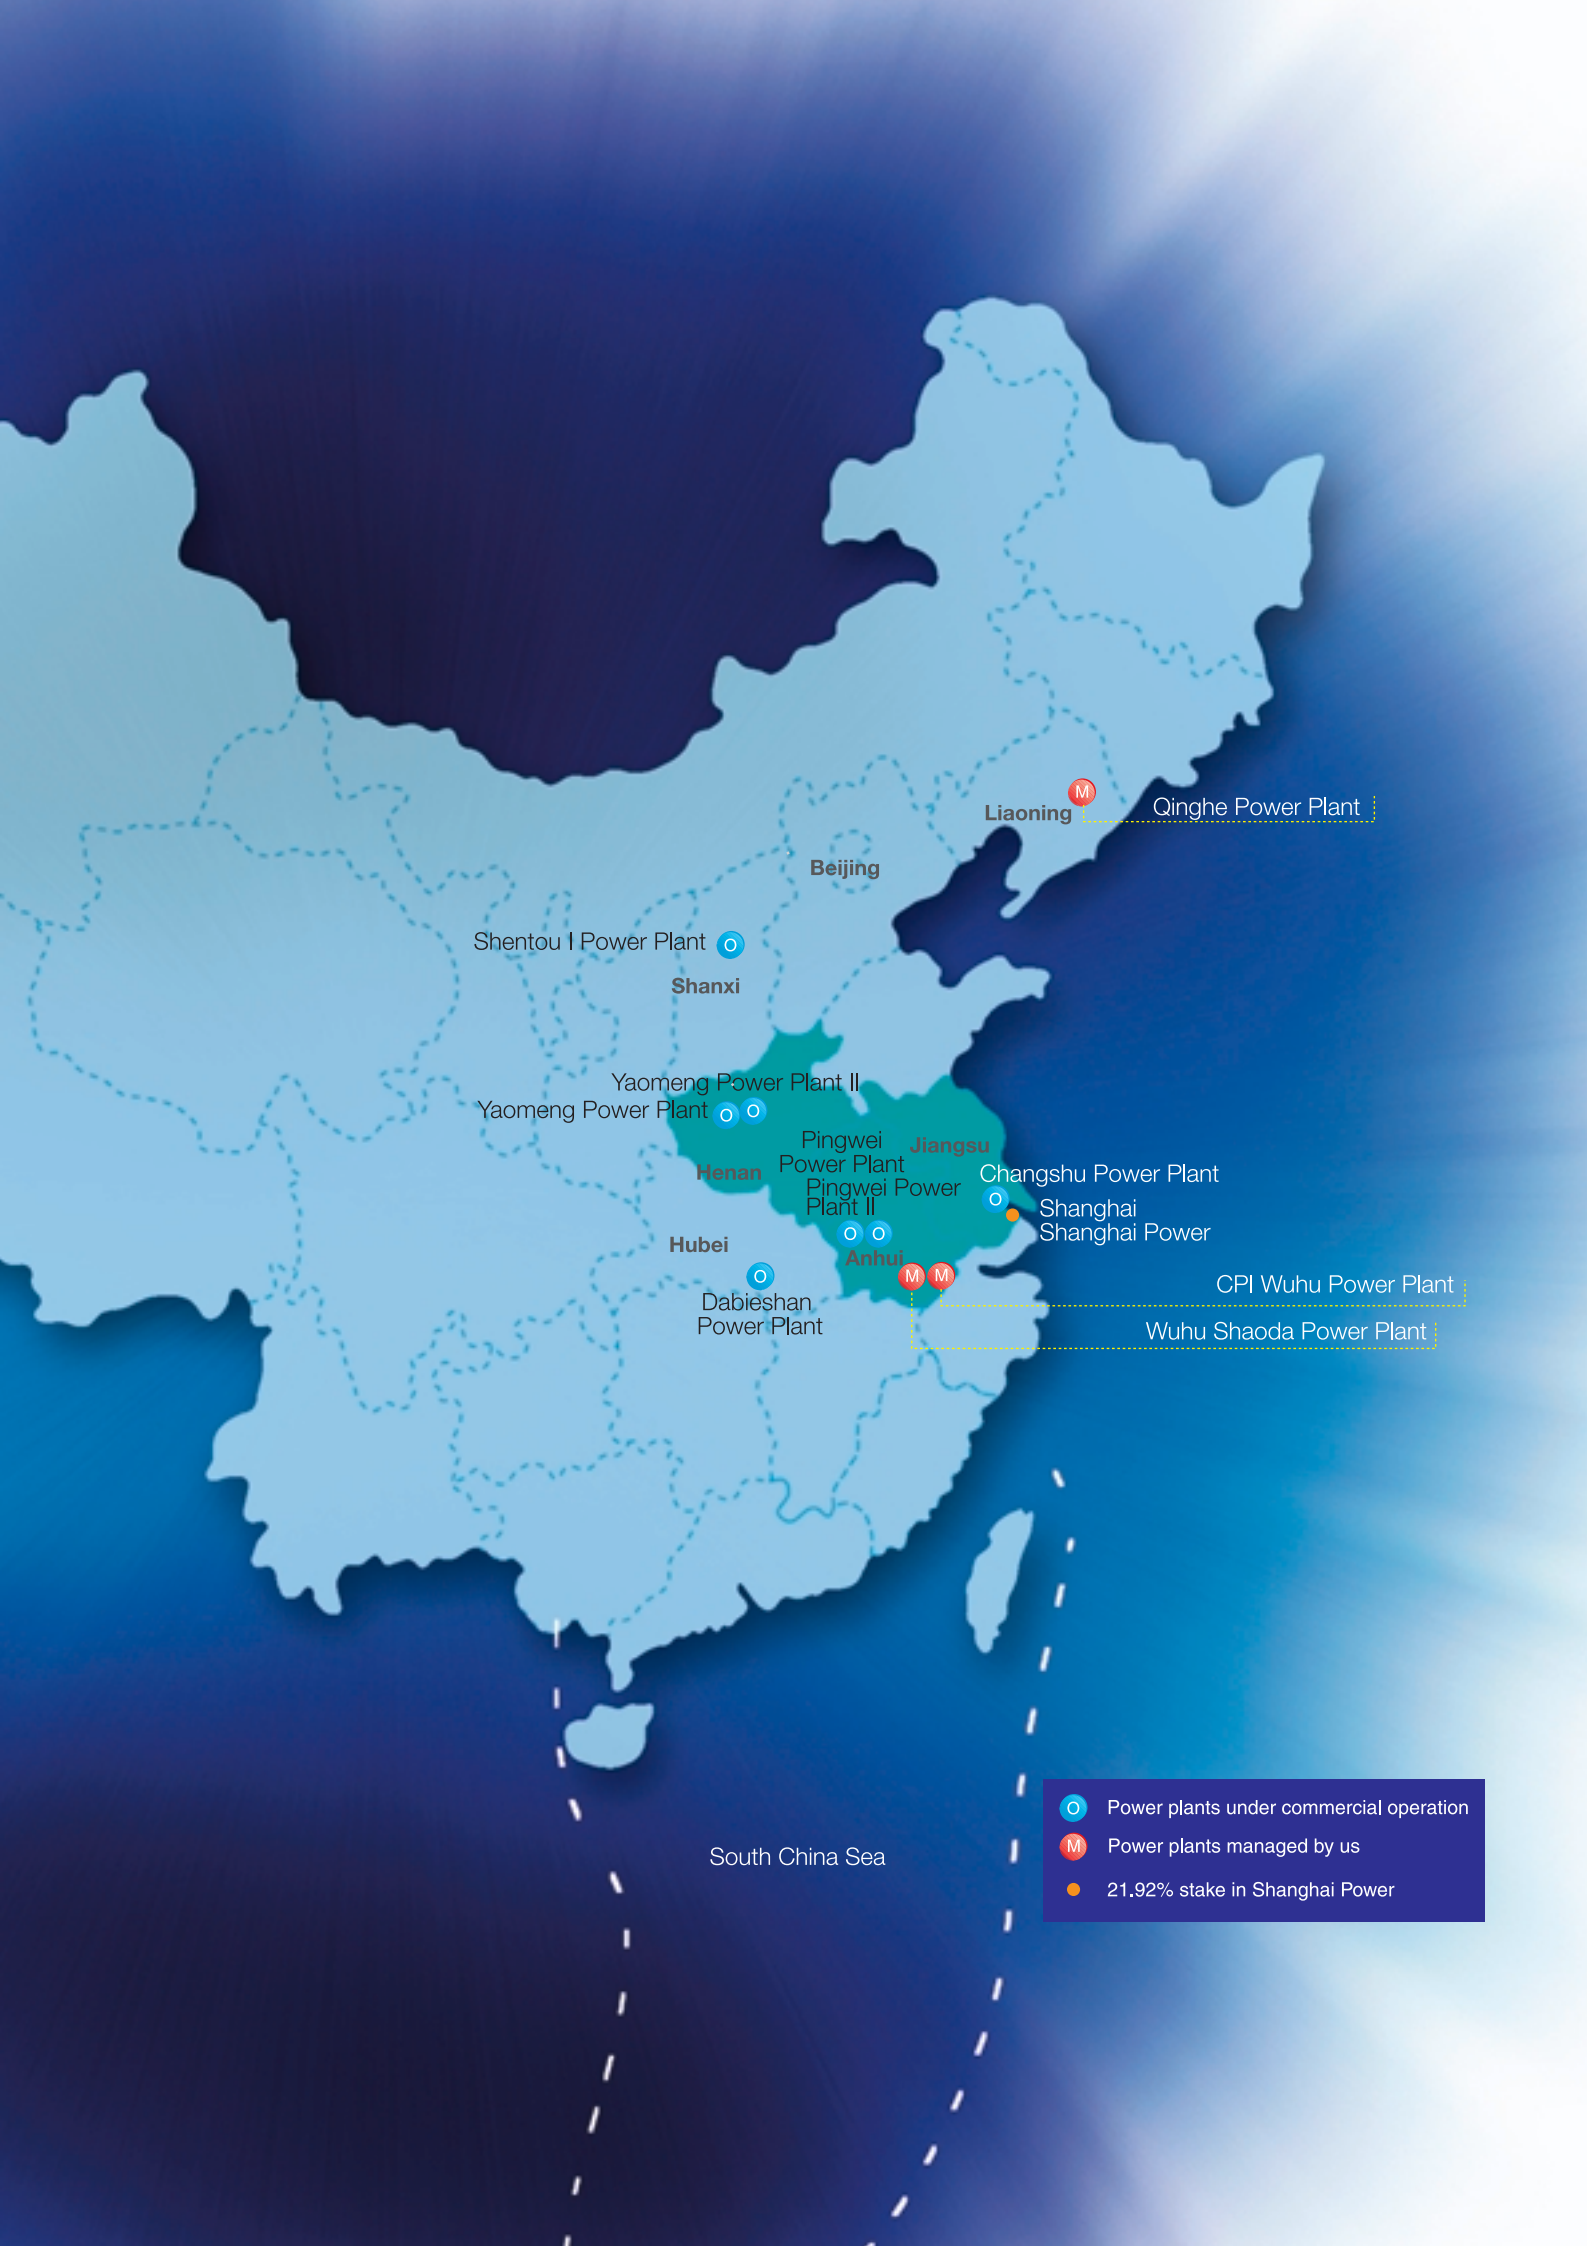 M
Liaoning
Qinghe Power Plant
Beijing
Shentou I Power Plant
O
Shanxi
Yaomeng Power Plant II
Yaomeng Power Plant
O
O
Pingwei
Power Plant
Jiangsu
Henan
Pingwei Power
Plant II
Changshu Power Plant
O
Shanghai
Shanghai Power
O
O
Hubei
Anhui
O
M
M
Dabieshan
Power Plant
CPI Wuhu Power Plant
Wuhu Shaoda Power Plant
O
Power plants under commercial operation
M
Power plants managed by us
21.92% stake in Shanghai Power
South China Sea